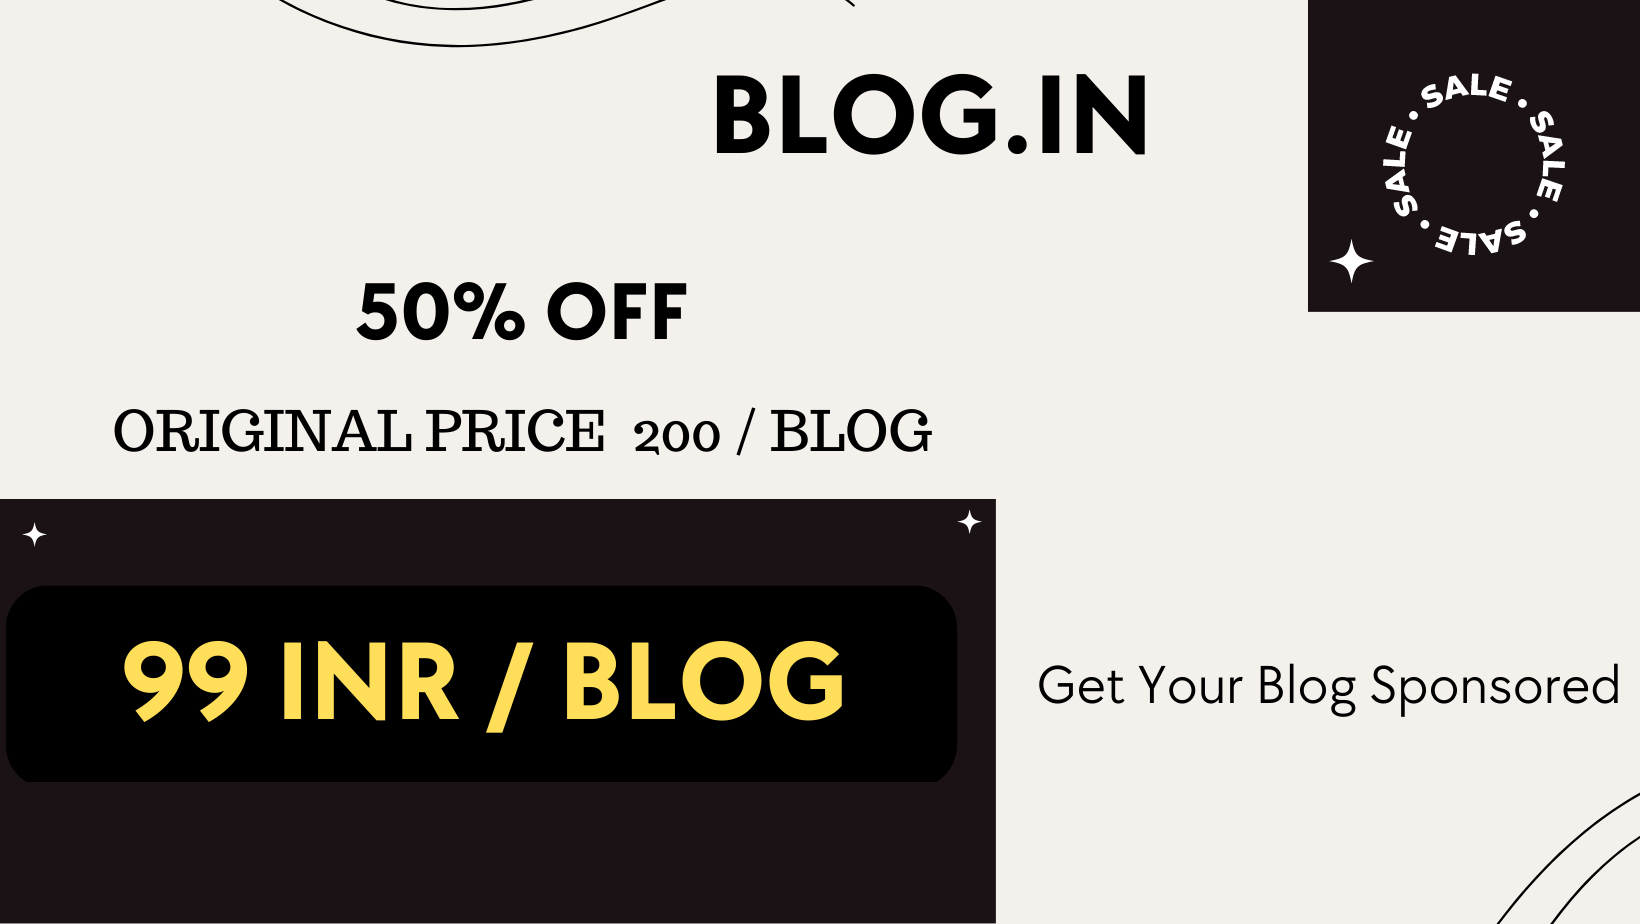 BLOG.IN
SALE • SALE • SALE • SALE •
50% OFF
ORIGINAL PRICE 200 / BLOG
99 INR / BLOG
Get Your Blog Sponsored